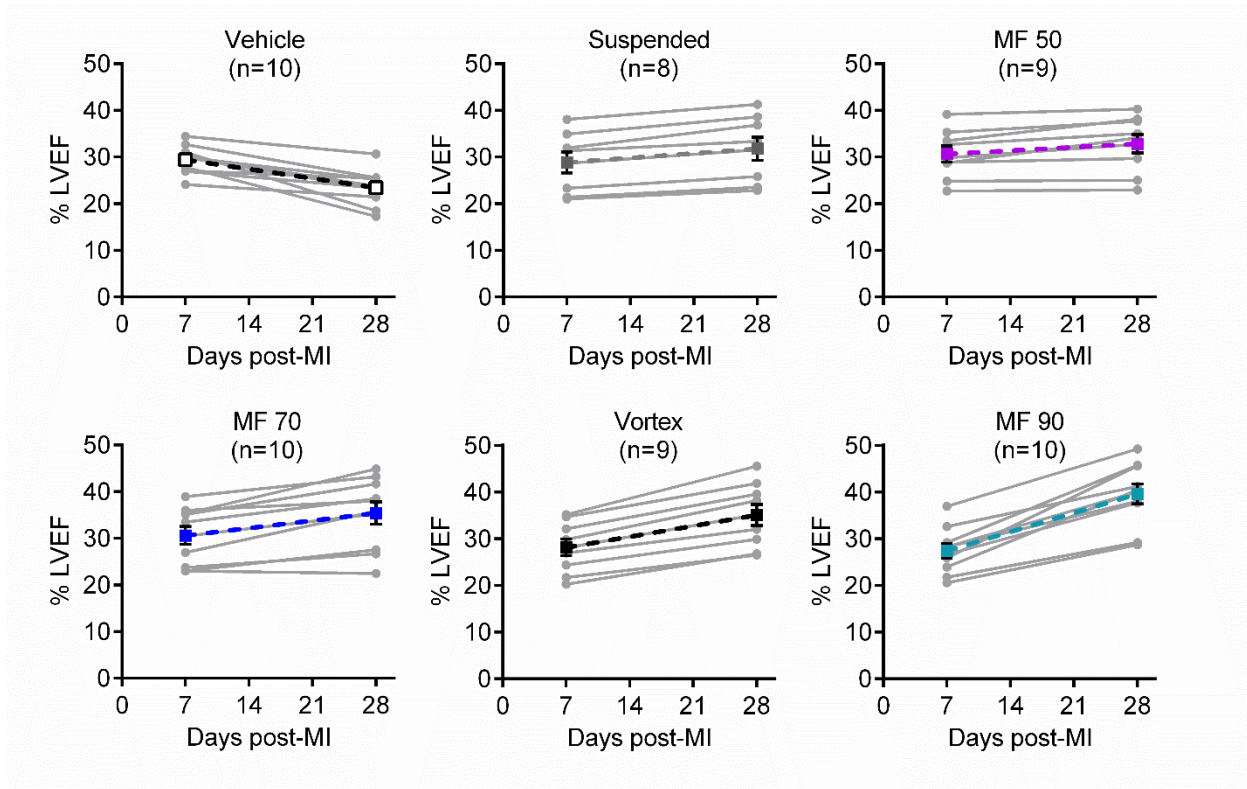 Vehicle
(n=10)
50
40
30
20
10
0
% LVEF
0 7 14 21 28
Days post-MI
Suspended
(n=8)
50
40
30
20
10
0
% LVEF
0 7 14 21 28
Days post-MI
MF 50
(n=9)
50
40
30
20
10
0
% LVEF
0 7 14 21 28
Days post-MI
MF 70
(n=10)
50
40
30
20
10
0
% LVEF
0 7 14 21 28
Days post-MI
Vortex
(n=9)
50
40
30
20
10
0
% LVEF
0 7 14 21 28
Days post-MI
MF 90
(n=10)
50
40
30
20
10
0
% LVEF
0 7 14 21 28
Days post-MI